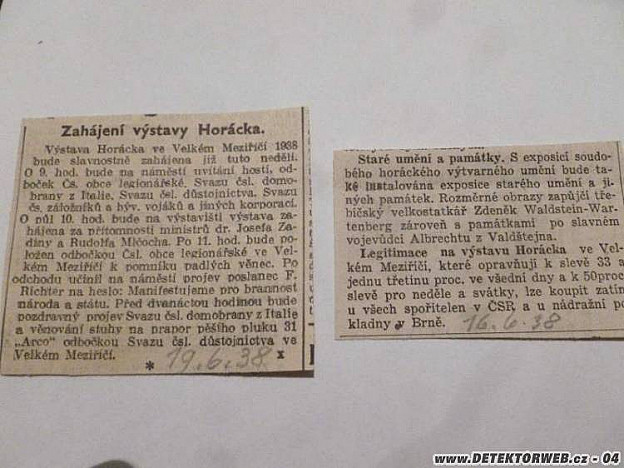 Zahájení výstavy Horácka.
Výstava Horácka ve Velkém Meziříčí 1938
bude slavnostně zahájena již tuto neděli.
O 9. hod. bude na náměstí uvítání hostí, od-
boček Čs. obce legionářské, Svazu čsl. domo-
brany z Italie, Svazu čsl. důstojnictva, Svazu
čs. záložníků a býv. vojáků a jiných korporací.
O půl 10. hod. bude na výstavišti výstava za-
hájena za přítomnosti ministrů dr. Josefa Za-
diny a Rudolfa Mlčocha. Po 11. hod. bude po-
ložen odbočkou Čsl. obce legionářské ve Vel-
kém Meziříčí k pomníku padlých věnec. Po
odchodu učiní na náměstí projev poslanec F.
Richter na heslo: Manifestujeme pro brannost
národa a státu. Před dvanáctou hodinou bude
pozdravný projev Svazu čsl. domobrany z Italie
a věnování stuhy na prapor pěšího pluku 31
„Arco" odbočkou Svazu čsl. důstojnictva ve
Velkém Meziříčí.
* 19.6.38 x
Staré umění a památky. S exposicí soudo-
bého horáckého výtvarného umění bude ta-
ké instalována exposice starého umění a ji-
ných památek. Rozměrné obrazy zapůjčí tře-
bíčský velkostatkář Zdeněk Waldstein-War-
tenberg zároveň s památkami po slavném
vojevůdci Albrechtu z Valdštejna.
Legitimace na výstavu Horácka ve Vel-
kém Meziříčí, které opravňují k slevě 33 a
jednu třetinu proc. ve všední dny a k 50proc
slevě pro neděle a svátky, lze koupit zatím
u všech spořitelen v ČSR a u nádražní po
kladny v Brně. 16.6.38
www.DETEKTORWEB.cz - 04